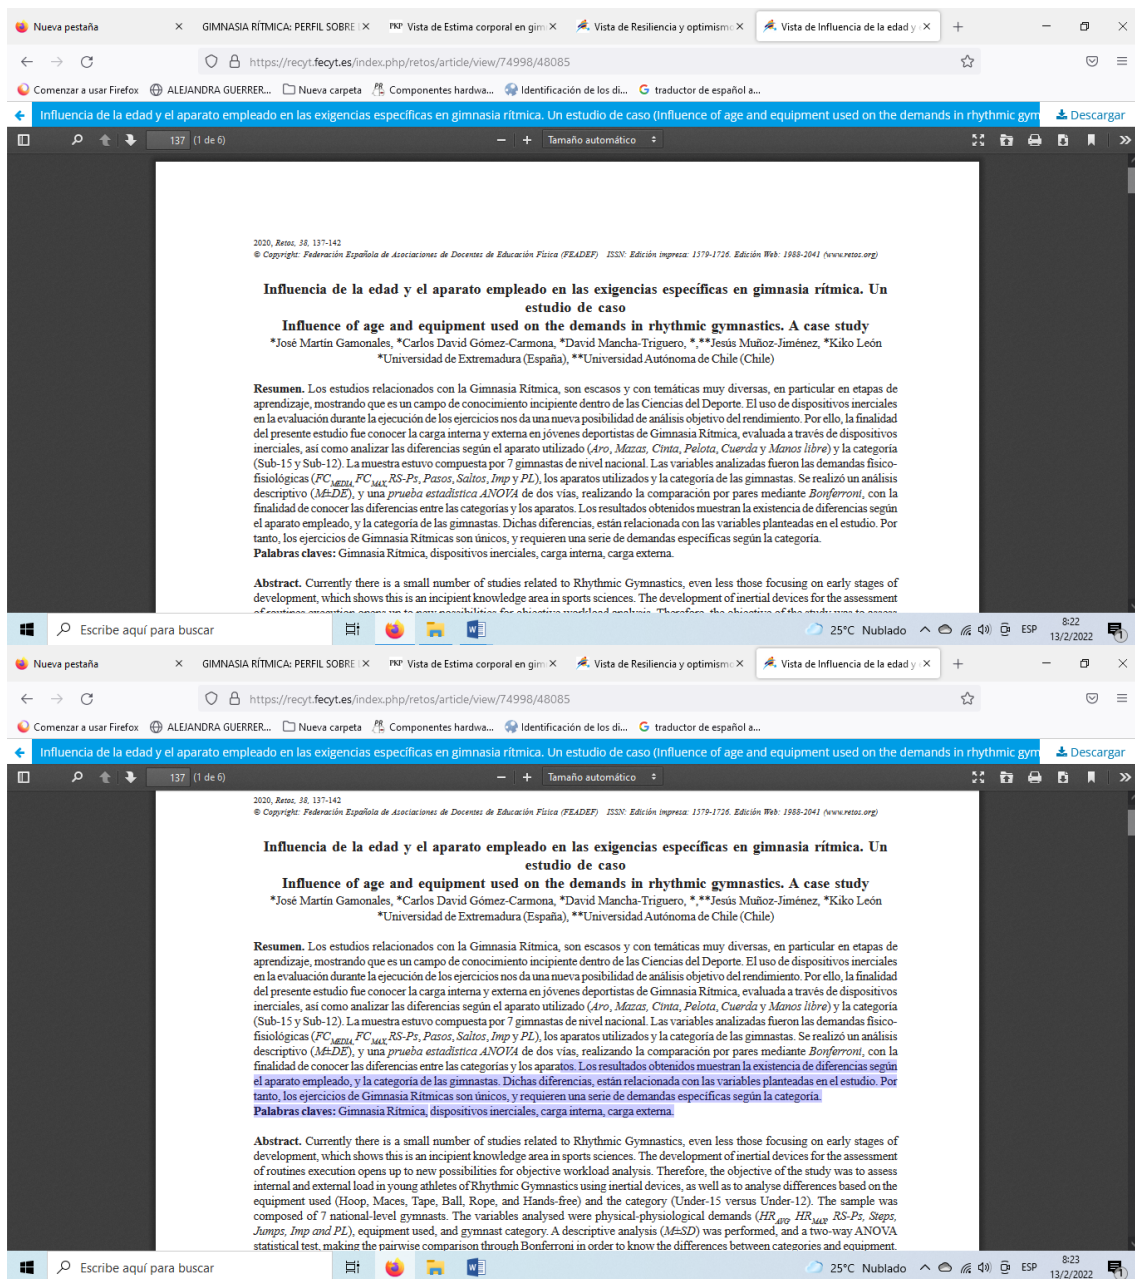 Nueva pestaña GIMNASIA RÍTMICA: PERFIL SOBRE Vista de Estima corporal en gim Vista de Resiliencia y optimismo Vista de Influencia de la edad y
https://recyt.fecyt.es/index.php/retos/article/view/74998/48085
Comenzar a usar Firefox ALEJANDRA GUERRER... Nueva carpeta Componentes hardwa... Identificación de los di... traductor de español a...
Influencia de la edad y el aparato empleado en las exigencias específicas en gimnasia rítmica. Un estudio de caso (Influence of age and equipment used on the demands in rhythmic gym Descargar
137 (1 de 6) Tamaño automático
2020, Retos, 38, 137-142
© Copyright: Federación Española de Asociaciones de Docentes de Educación Física (FEADEF) ISSN: Edición impresa: 1579-1726. Edición Web: 1988-2041 (www.retos.org)
Influencia de la edad y el aparato empleado en las exigencias específicas en gimnasia rítmica. Un
estudio de caso
Influence of age and equipment used on the demands in rhythmic gymnastics. A case study
*José Martín Gamonales, *Carlos David Gómez-Carmona, *David Mancha-Triguero, *,**Jesús Muñoz-Jiménez, *Kiko León
*Universidad de Extremadura (España), **Universidad Autónoma de Chile (Chile)
Resumen. Los estudios relacionados con la Gimnasia Rítmica, son escasos y con temáticas muy diversas, en particular en etapas de
aprendizaje, mostrando que es un campo de conocimiento incipiente dentro de las Ciencias del Deporte. El uso de dispositivos inerciales
en la evaluación durante la ejecución de los ejercicios nos da una nueva posibilidad de análisis objetivo del rendimiento. Por ello, la finalidad
del presente estudio fue conocer la carga interna y externa en jóvenes deportistas de Gimnasia Rítmica, evaluada a través de dispositivos
inerciales, así como analizar las diferencias según el aparato utilizado (Aro, Mazas, Cinta, Pelota, Cuerda y Manos libre) y la categoría
(Sub-15 y Sub-12). La muestra estuvo compuesta por 7 gimnastas de nivel nacional. Las variables analizadas fueron las demandas físico-
fisiológicas (FC MEDIA, FC MAX, RS-Ps, Pasos, Saltos, Imp y PL), los aparatos utilizados y la categoría de las gimnastas. Se realizó un análisis
descriptivo (M±DE), y una prueba estadística ANOVA de dos vías, realizando la comparación por pares mediante Bonferroni, con la
finalidad de conocer las diferencias entre las categorías y los aparatos. Los resultados obtenidos muestran la existencia de diferencias según
el aparato empleado, y la categoría de las gimnastas. Dichas diferencias, están relacionada con las variables planteadas en el estudio. Por
tanto, los ejercicios de Gimnasia Rítmicas son únicos, y requieren una serie de demandas específicas según la categoría.
Palabras claves: Gimnasia Rítmica, dispositivos inerciales, carga interna, carga externa.
Abstract. Currently there is a small number of studies related to Rhythmic Gymnastics, even less those focusing on early stages of
development, which shows this is an incipient knowledge area in sports sciences. The development of inertial devices for the assessment
of routines execution opens up to new possibilities for objective workload analysis. Therefore, the objective of the study was to assess
Escribe aquí para buscar 25°C Nublado ESP 8:22
13/2/2022
Nueva pestaña GIMNASIA RÍTMICA: PERFIL SOBRE Vista de Estima corporal en gim Vista de Resiliencia y optimismo Vista de Influencia de la edad y
https://recyt.fecyt.es/index.php/retos/article/view/74998/48085
Comenzar a usar Firefox ALEJANDRA GUERRER... Nueva carpeta Componentes hardwa... Identificación de los di... traductor de español a...
Influencia de la edad y el aparato empleado en las exigencias específicas en gimnasia rítmica. Un estudio de caso (Influence of age and equipment used on the demands in rhythmic gym Descargar
137 (1 de 6) Tamaño automático
2020, Retos, 38, 137-142
© Copyright: Federación Española de Asociaciones de Docentes de Educación Física (FEADEF) ISSN: Edición impresa: 1579-1726. Edición Web: 1988-2041 (www.retos.org)
Influencia de la edad y el aparato empleado en las exigencias específicas en gimnasia rítmica. Un
estudio de caso
Influence of age and equipment used on the demands in rhythmic gymnastics. A case study
*José Martín Gamonales, *Carlos David Gómez-Carmona, *David Mancha-Triguero, *,**Jesús Muñoz-Jiménez, *Kiko León
*Universidad de Extremadura (España), **Universidad Autónoma de Chile (Chile)
Resumen. Los estudios relacionados con la Gimnasia Rítmica, son escasos y con temáticas muy diversas, en particular en etapas de
aprendizaje, mostrando que es un campo de conocimiento incipiente dentro de las Ciencias del Deporte. El uso de dispositivos inerciales
en la evaluación durante la ejecución de los ejercicios nos da una nueva posibilidad de análisis objetivo del rendimiento. Por ello, la finalidad
del presente estudio fue conocer la carga interna y externa en jóvenes deportistas de Gimnasia Rítmica, evaluada a través de dispositivos
inerciales, así como analizar las diferencias según el aparato utilizado (Aro, Mazas, Cinta, Pelota, Cuerda y Manos libre) y la categoría
(Sub-15 y Sub-12). La muestra estuvo compuesta por 7 gimnastas de nivel nacional. Las variables analizadas fueron las demandas físico-
fisiológicas (FC MEDIA, FC MAX, RS-Ps, Pasos, Saltos, Imp y PL), los aparatos utilizados y la categoría de las gimnastas. Se realizó un análisis
descriptivo (M±DE), y una prueba estadística ANOVA de dos vías, realizando la comparación por pares mediante Bonferroni, con la
finalidad de conocer las diferencias entre las categorías y los aparatos. Los resultados obtenidos muestran la existencia de diferencias según
el aparato empleado, y la categoría de las gimnastas. Dichas diferencias, están relacionada con las variables planteadas en el estudio. Por
tanto, los ejercicios de Gimnasia Rítmicas son únicos, y requieren una serie de demandas específicas según la categoría.
Palabras claves: Gimnasia Rítmica, dispositivos inerciales, carga interna, carga externa.
Abstract. Currently there is a small number of studies related to Rhythmic Gymnastics, even less those focusing on early stages of
development, which shows this is an incipient knowledge area in sports sciences. The development of inertial devices for the assessment
of routines execution opens up to new possibilities for objective workload analysis. Therefore, the objective of the study was to assess
internal and external load in young athletes of Rhythmic Gymnastics using inertial devices, as well as to analyse differences based on the
equipment used (Hoop, Maces, Tape, Ball, Rope, and Hands-free) and the category (Under-15 versus Under-12). The sample was
composed of 7 national-level gymnasts. The variables analysed were physical-physiological demands (HR AVG, HR MAX, RS-Ps, Steps,
Jumps, Imp and PL), equipment used, and gymnast category. A descriptive analysis (M±SD) was performed, and a two-way ANOVA
statistical test, making the pairwise comparison through Bonferroni in order to know the differences between categories and equipment.
Escribe aquí para buscar 25°C Nublado ESP 8:23
13/2/2022